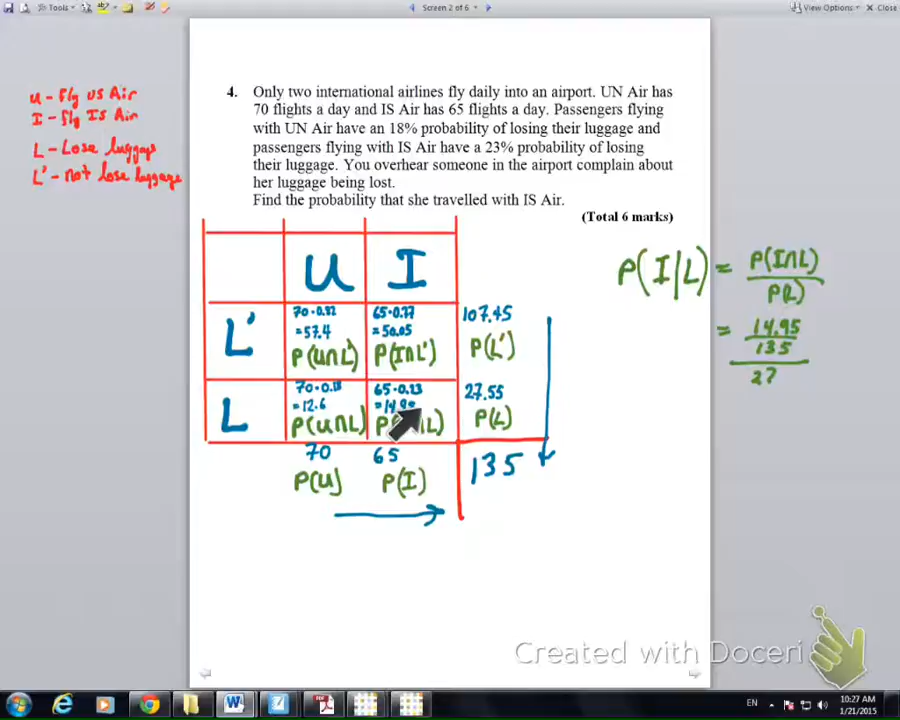 Tools
Screen 2 of 6
View Options
Close
U - Fly US Air
I - fly IS Air
L - Lose luggage
L' - not lose luggage
4. Only two international airlines fly daily into an airport. UN Air has
70 flights a day and IS Air has 65 flights a day. Passengers flying
with UN Air have an 18% probability of losing their luggage and
passengers flying with IS Air have a 23% probability of losing
their luggage. You overhear someone in the airport complain about
her luggage being lost.
Find the probability that she travelled with IS Air.
(Total 6 marks)
U I
L'
70·0.82
=57.4
P(U∩L')
65·0.77
=50.05
P(I∩L')
107.45
P(L')
L
70·0.18
=12.6
P(U∩L)
65·0.23
27.55
P(L)
70
P(U)
65
P(I)
135
P(I|L) = P(I∩L)
P(L)
= 14.95
135
27
Created with Doceri
EN
10:27 AM
1/21/2015